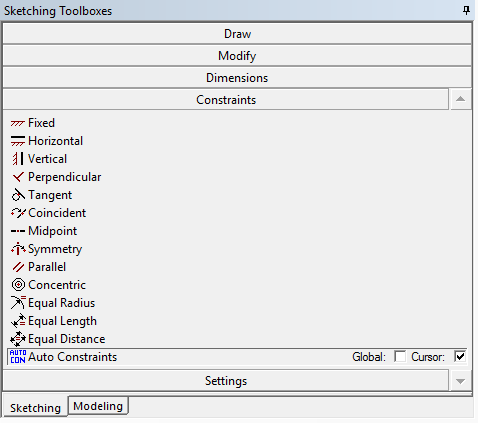 Sketching Toolboxes
Draw
Modify
Dimensions
Constraints
Fixed
Horizontal
Vertical
Perpendicular
Tangent
Coincident
Midpoint
Symmetry
Parallel
Concentric
Equal Radius
Equal Length
Equal Distance
AUTO CON Auto Constraints Global: Cursor:
Settings
Sketching Modeling